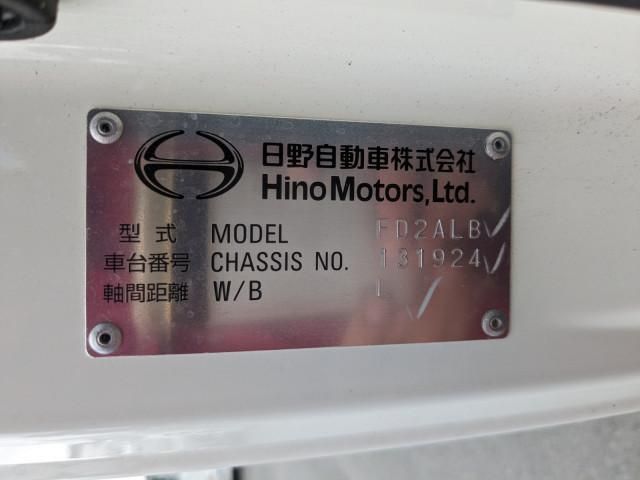 日野自動車株式会社
Hino Motors, Ltd.
型式 MODEL FD2ALB
車台番号 CHASSIS NO. 131924
軸間距離 W/B L